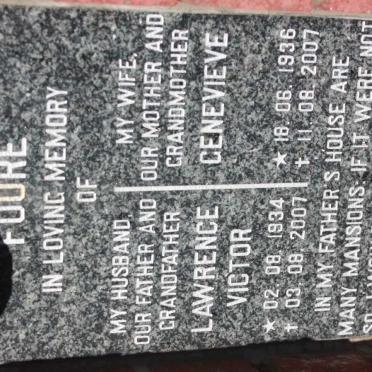 IN LOVING MEMORY
OF
MY HUSBAND
OUR FATHER AND
GRANDFATHER
LAWRENCE
VICTOR
★ 02. 08. 1934
† 03. 08. 2007
MY WIFE,
OUR MOTHER AND
GRANDMOTHER
GENEVIEVE
★ 18. 06. 1936
† 11. 08. 2007
IN MY FATHER'S HOUSE ARE
MANY MANSIONS: IF IT WERE NOT